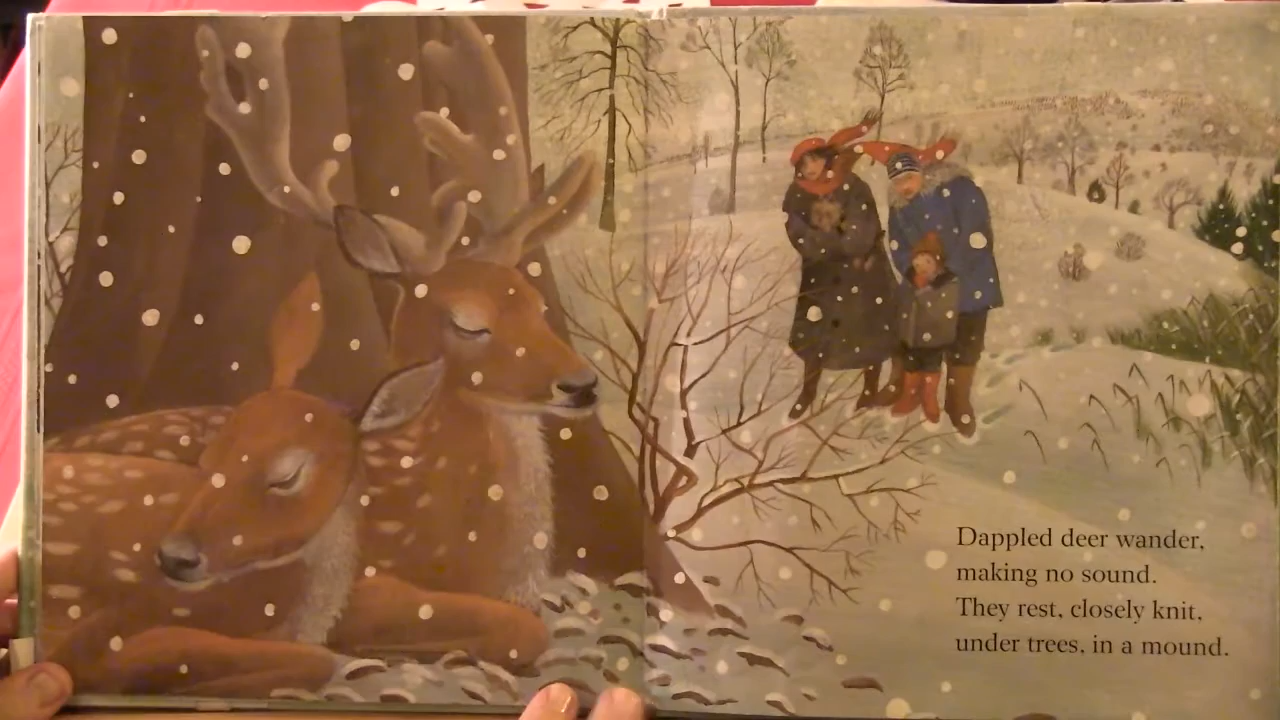 Dappled deer wander,
making no sound.
They rest, closely knit,
under trees, in a mound.